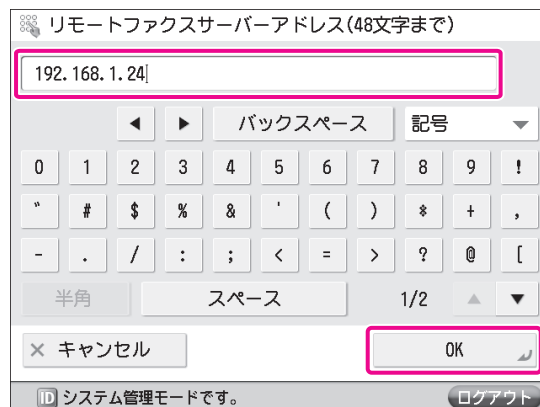 リモートファクスサーバーアドレス(48文字まで)
192.168.1.24
◀ ▶ バックスペース 記号 ▼
0 1 2 3 4 5 6 7 8 9 !
" # $ % & ' ( ) * + ,
- . / : ; < = > ? @ [
半角 スペース 1/2 ▲ ▼
× キャンセル OK
ID システム管理モードです。 ログアウト